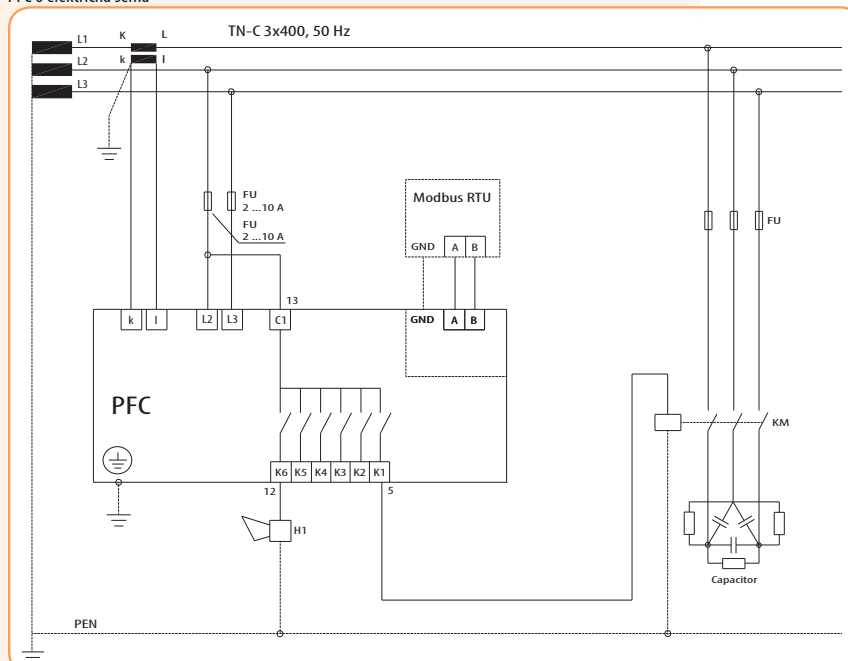 L1 K L TN-C 3x400, 50 Hz
L2 k l
L3
FU
2 ...10 A
FU
2 ...10 A
Modbus RTU
GND A B
FU
13
k l L2 L3 C1 GND A B
PFC
KM
K6 K5 K4 K3 K2 K1
12 5
H1
Capacitor
PEN